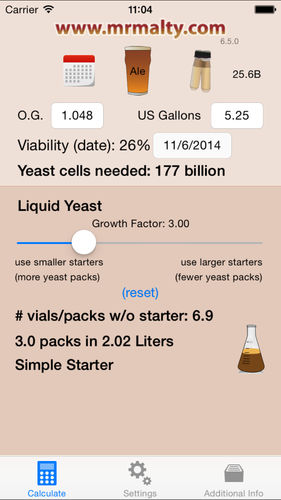 Carrier 11:04
www.mrmalty.com
6.5.0
Ale
25.6B
O.G. 1.048 US Gallons 5.25
Viability (date): 26% 11/6/2014
Yeast cells needed: 177 billion
Liquid Yeast
Growth Factor: 3.00
use smaller starters use larger starters
(more yeast packs) (fewer yeast packs)
(reset)
# vials/packs w/o starter: 6.9
3.0 packs in 2.02 Liters
Simple Starter
Calculate Settings Additional Info